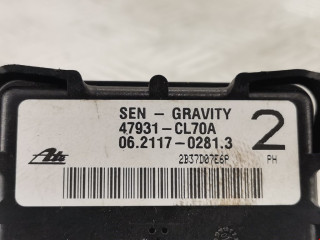 SEN - GRAVITY
47931-CL70A
06.2117-0281.3
2
2B37D07E6P
PH
Ate